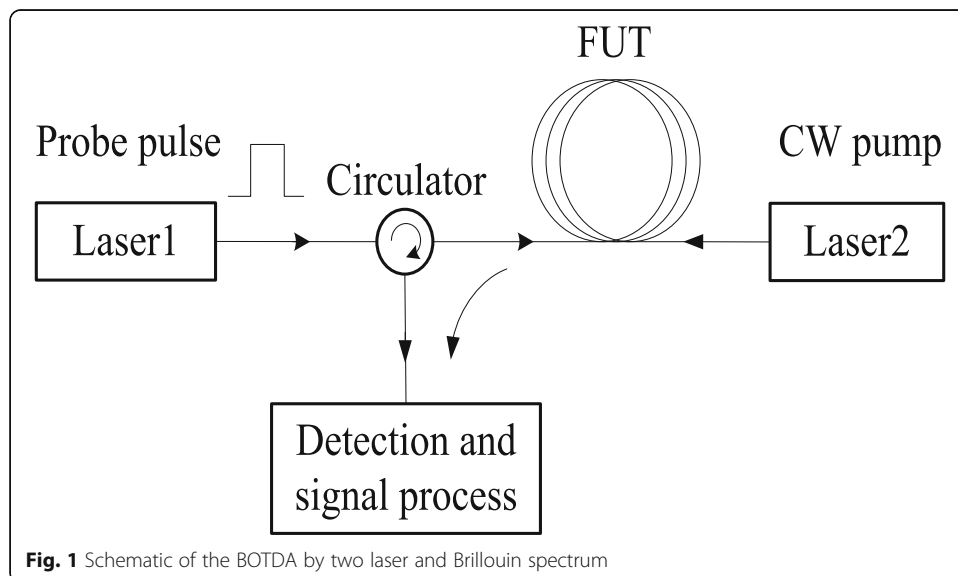 FUT
Probe pulse
CW pump
Circulator
Laser1
Laser2
Detection and
signal process
Fig. 1 Schematic of the BOTDA by two laser and Brillouin spectrum